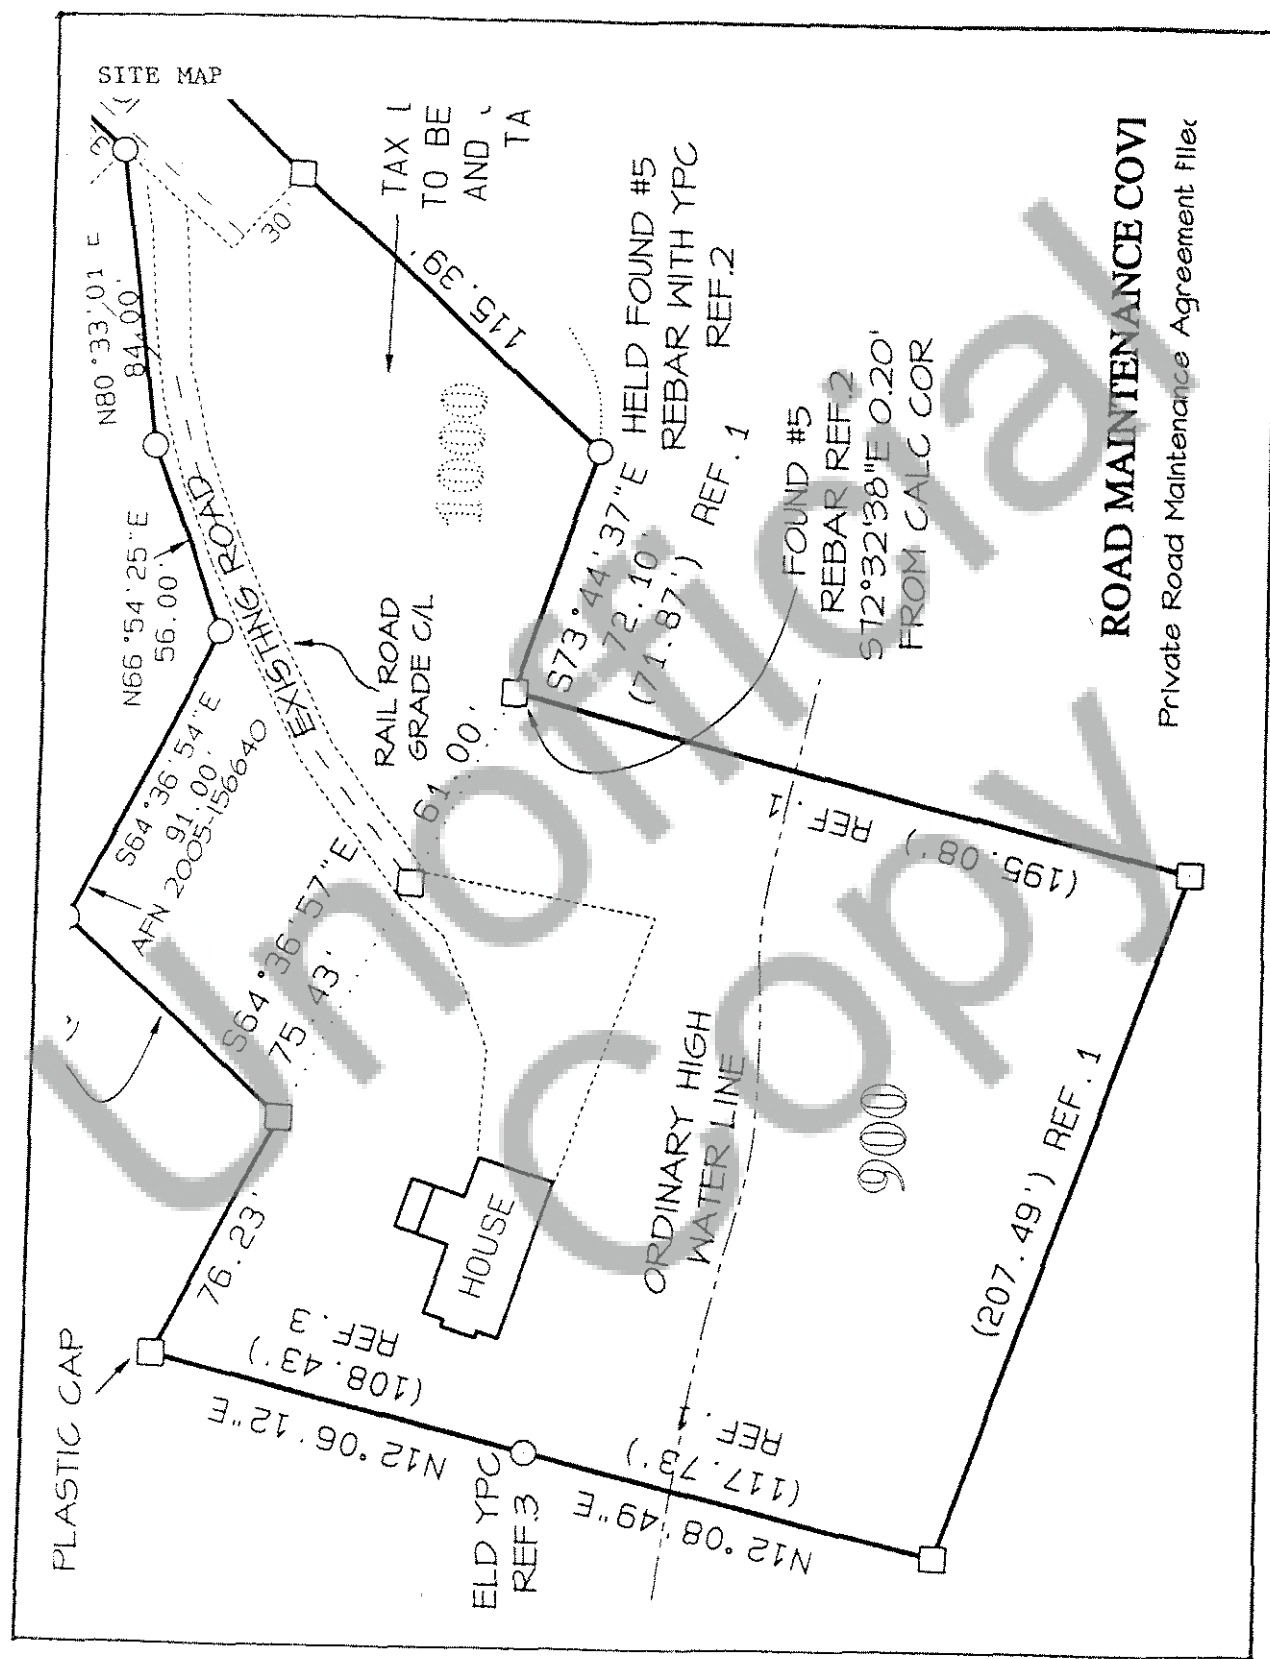 SITE MAP
PLASTIC CAP
N80°33'01 E
84.00'
N66°54'25"E
56.00'
S64°36'54"E
91.00'
AFN 2005-156640
EXISTING ROAD
RAIL ROAD
GRADE C/L
30'
TAX L
TO BE
AND
TA
115.39'
1000
HELD FOUND #5
REBAR WITH YPC
REF.2
S73°44'37"E
72.10'
(71.87') REF.1
FOUND #5
REBAR REF.2
S72°32'38"E 0.20'
FROM CALC COR
S64°36'57"E
75.43'
61.00'
76.23'
HOUSE
N12°06'12"E
(108.43')
REF.3
ELD YPC
REF.3
N12°08'49"E
(117.73')
REF.1
ORDINARY HIGH
WATER LINE
900
(195.08') REF.1
(207.49') REF.1
ROAD MAINTENANCE COVI
Private Road Maintenance Agreement filed
Unofficial
Copy